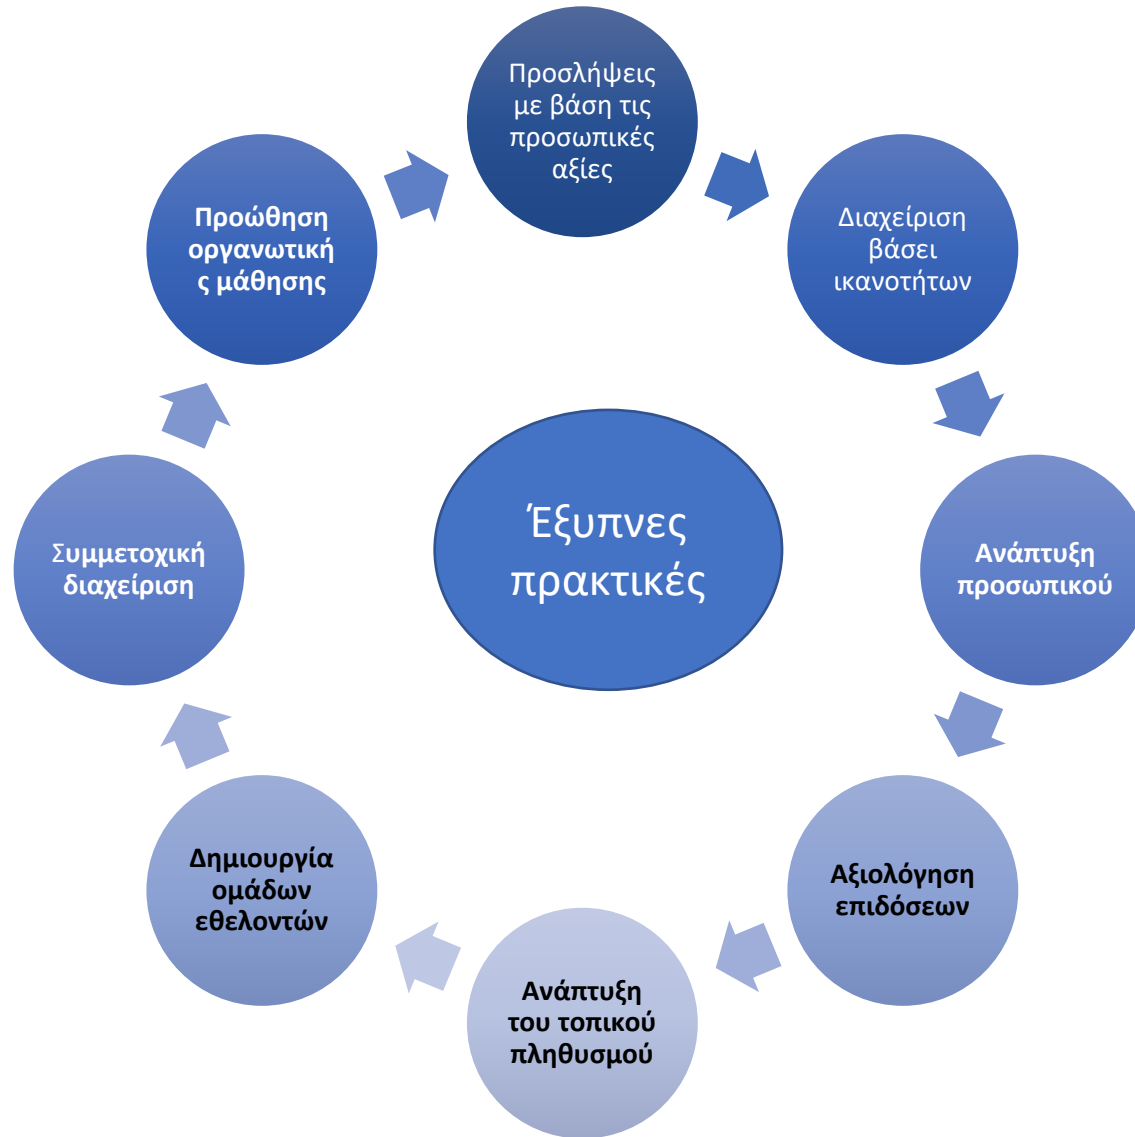 Προσλήψεις
με βάση τις
προσωπικές
αξίες
Διαχείριση
βάσει
ικανοτήτων
Ανάπτυξη
προσωπικού
Αξιολόγηση
επιδόσεων
Ανάπτυξη
του τοπικού
πληθυσμού
Δημιουργία
ομάδων
εθελοντών
Συμμετοχική
διαχείριση
Προώθηση
οργανωτική
ς μάθησης
Έξυπνες
πρακτικές